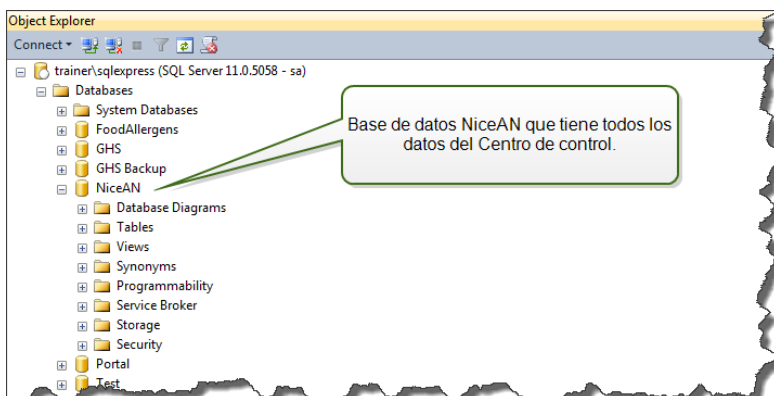 Object Explorer
Connect
trainer\sqlexpress (SQL Server 11.0.5058 - sa)
Databases
System Databases
FoodAllergens
GHS
GHS Backup
NiceAN
Database Diagrams
Tables
Views
Synonyms
Programmability
Service Broker
Storage
Security
Portal
Test
Base de datos NiceAN que tiene todos los
datos del Centro de control.